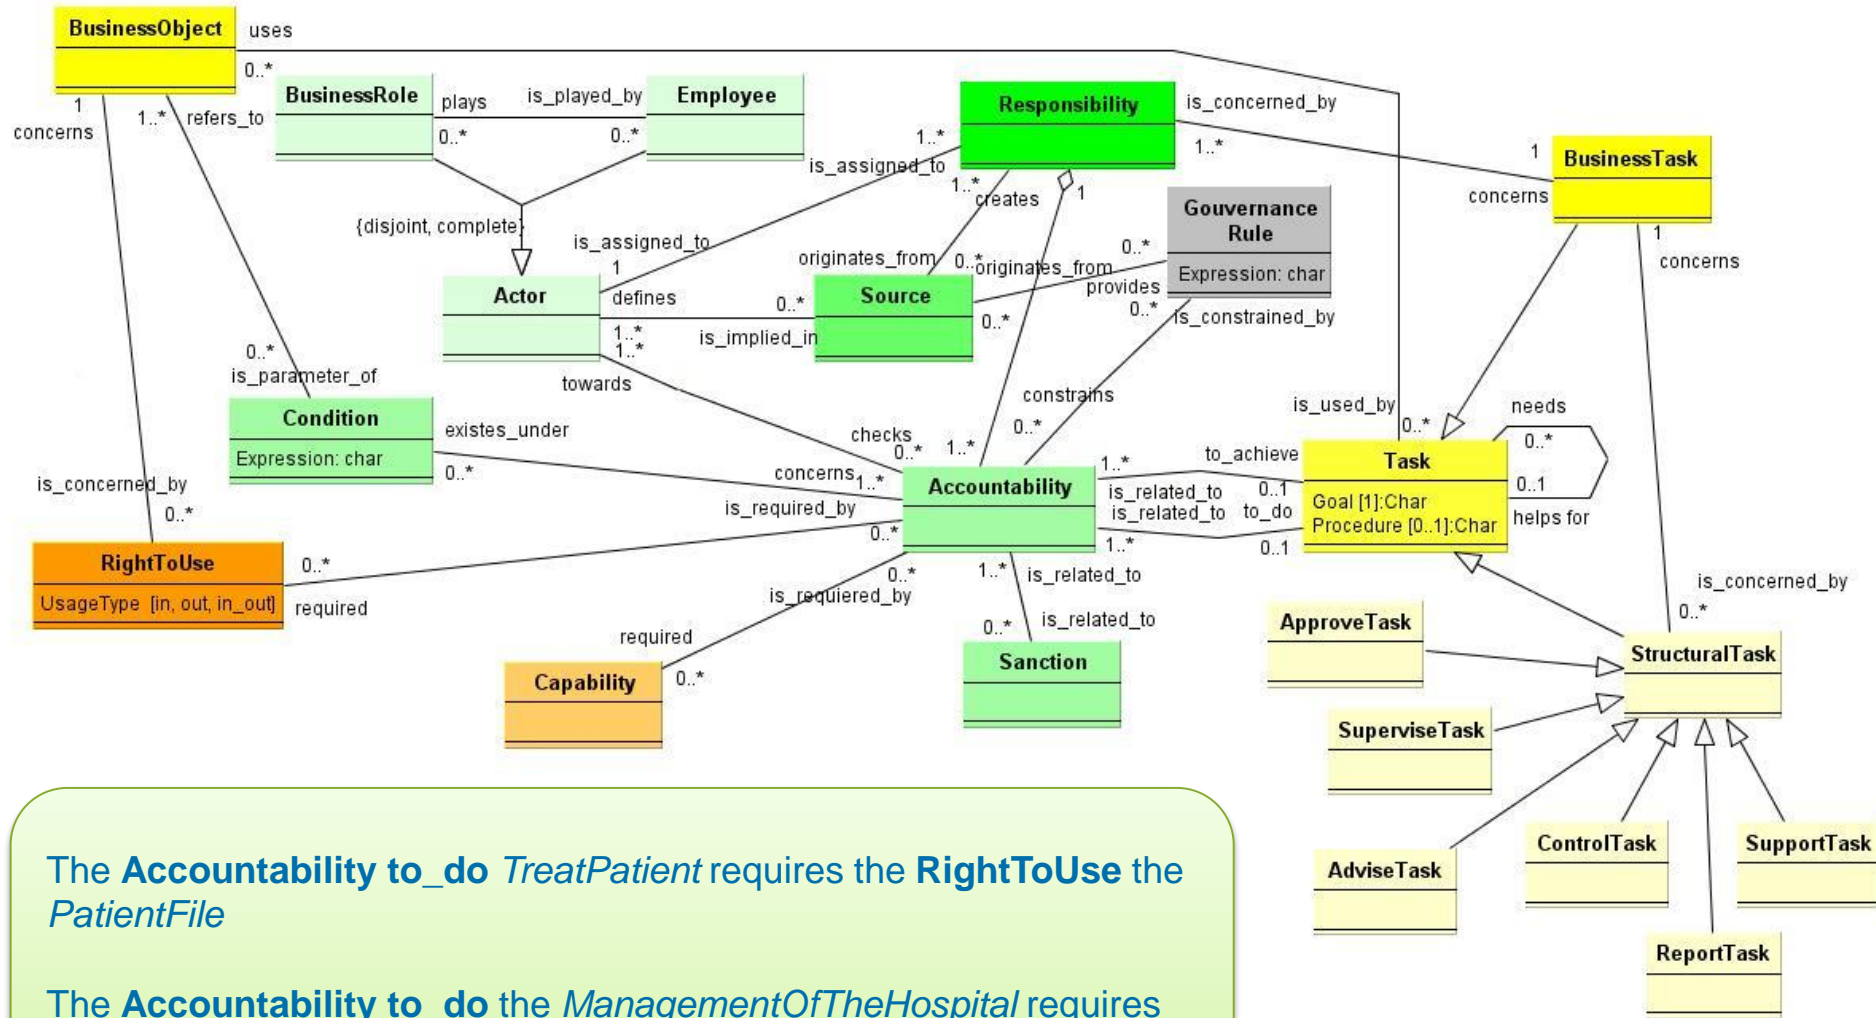 BusinessObject
uses
0..*
1
concerns
1..*
refers_to
BusinessRole
plays
0..*
is_played_by
0..*
Employee
Responsibility
is_concerned_by
1..*
1..*
is_assigned_to
1
BusinessTask
concerns
1..*
creates
1
Gouvernance
Rule
Expression: char
1
concerns
{disjoint, complete}
is_assigned_to
1
originates_from
0..*
originates_from
0..*
provides
0..*
is_constrained_by
Actor
defines
0..*
Source
0..*
1..*
1..*
is_implied_in
0..*
is_parameter_of
towards
Condition
Expression: char
existes_under
0..*
constrains
0..*
checks
0..*
1..*
is_used_by
0..*
needs
0..*
concerns
1..*
Accountability
1..*
is_related_to
is_related_to
1..*
to_achieve
0..1
to_do
0..1
Task
Goal [1]:Char
Procedure [0..1]:Char
0..1
helps for
is_concerned_by
0..*
is_required_by
0..*
RightToUse
UsageType [in, out, in_out]
0..*
required
0..*
is_requiered_by
1..*
is_related_to
is_concerned_by
0..*
required
0..*
Capability
0..*
is_related_to
Sanction
ApproveTask
StructuralTask
SuperviseTask
AdviseTask
ControlTask
SupportTask
ReportTask
The Accountability to_do TreatPatient requires the RightToUse the
PatientFile
The Accountability to_do the ManagementOfTheHospital requires